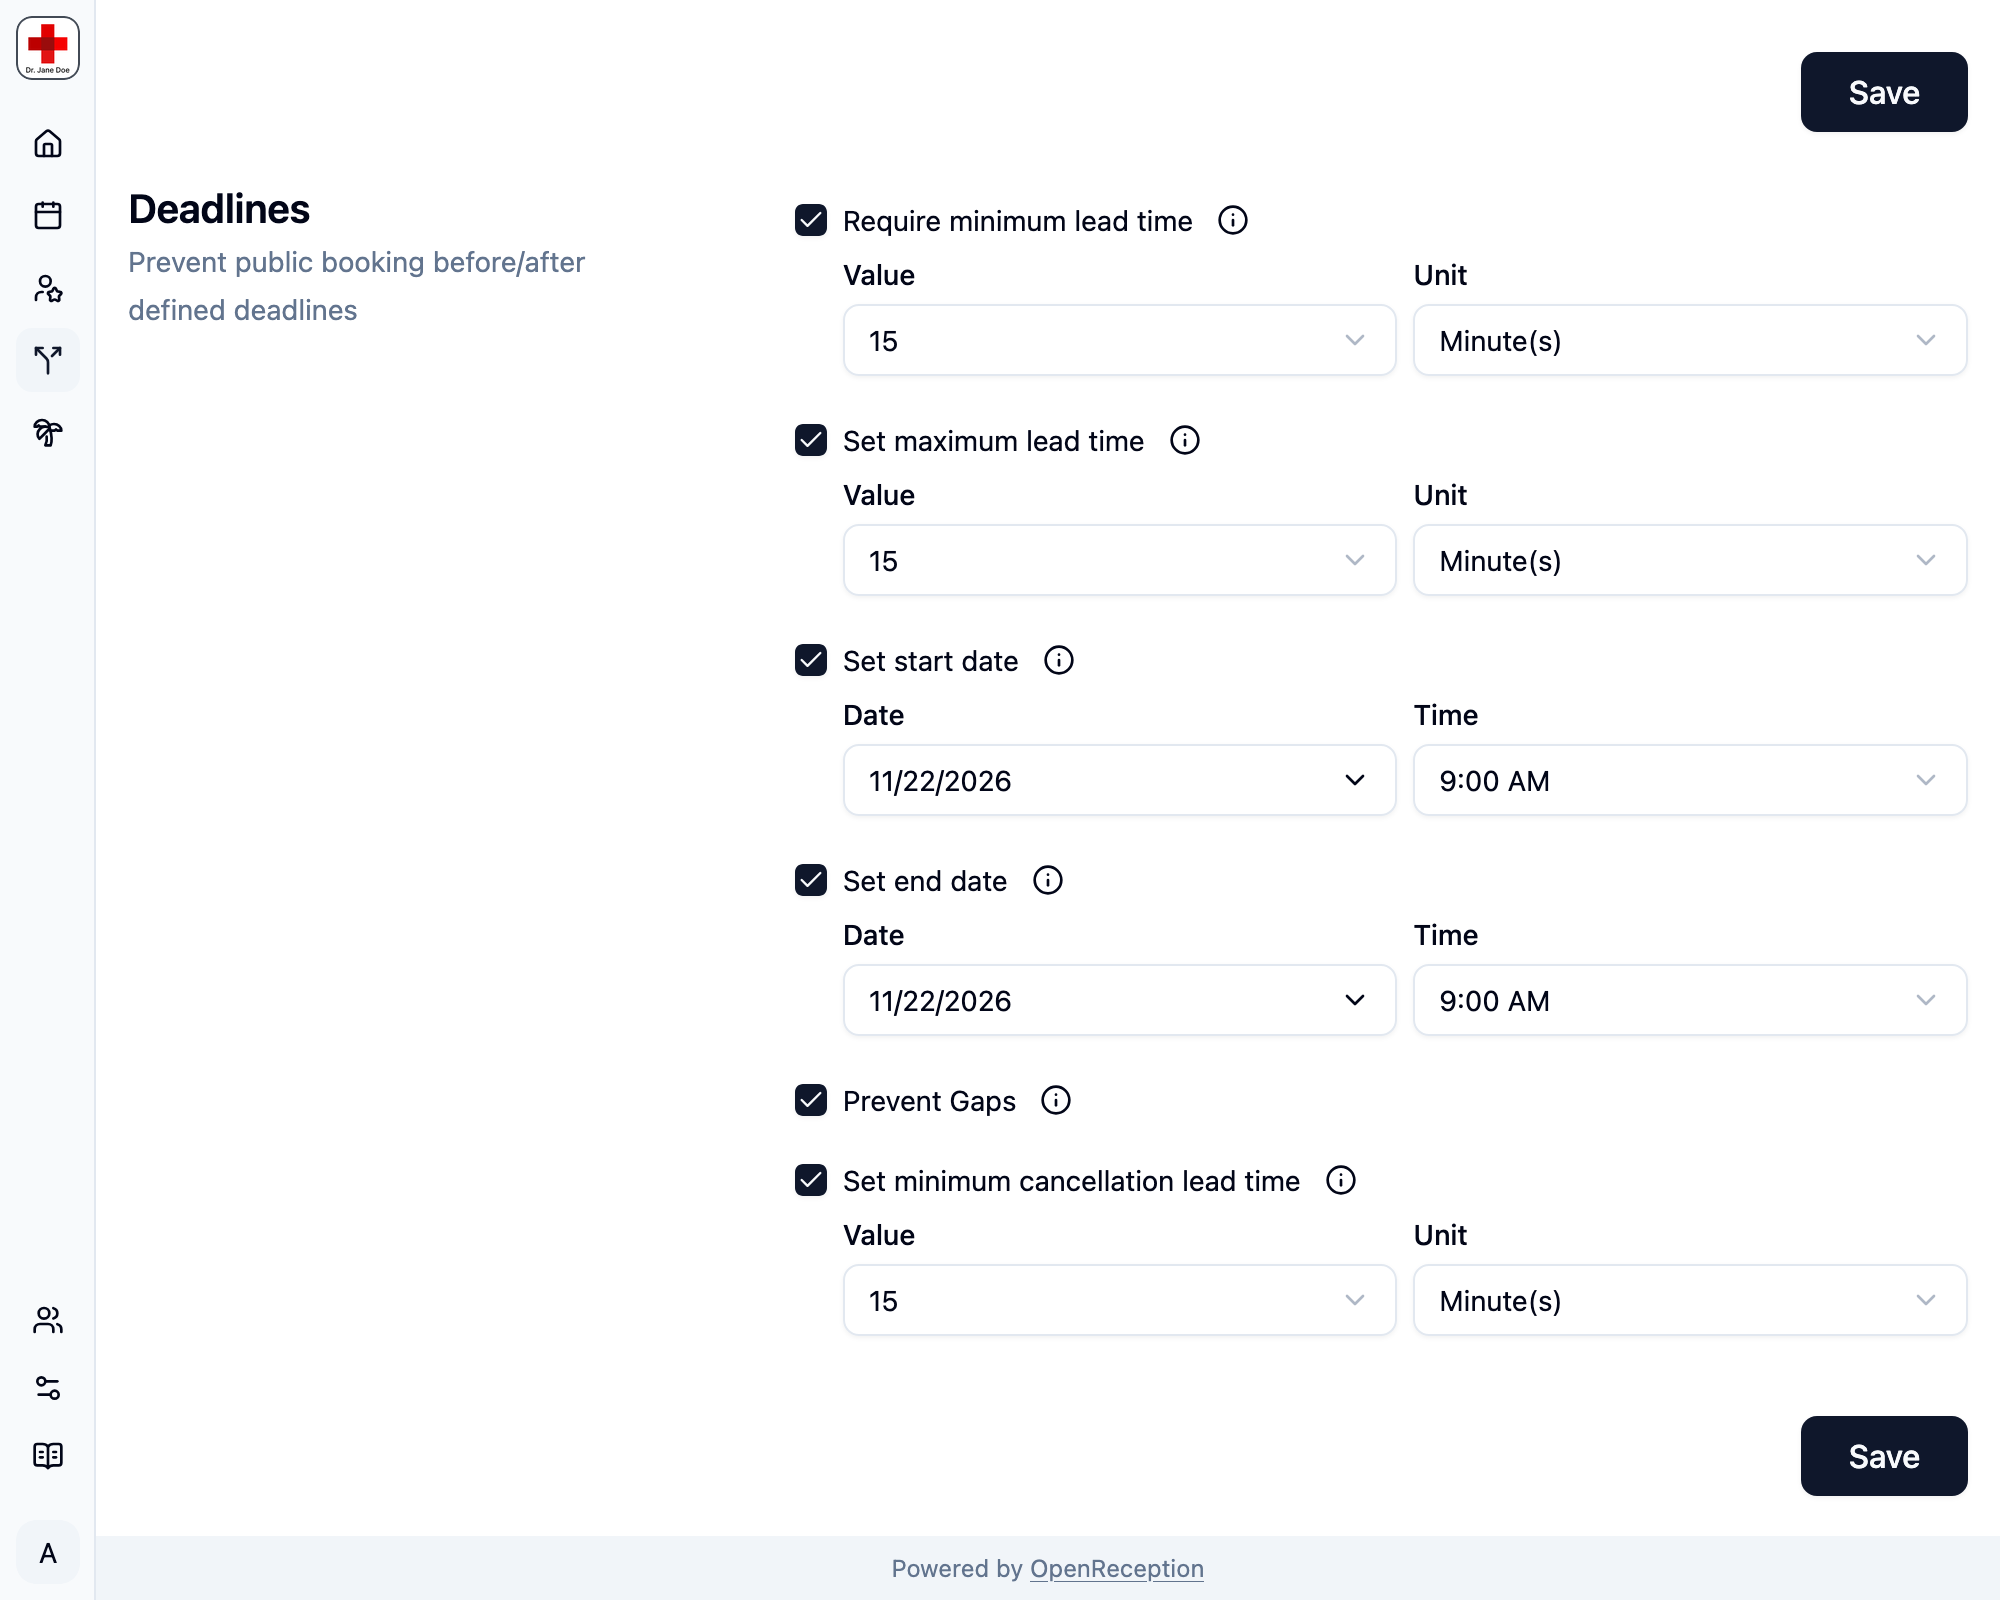 Dr. Jane Doe
Save
Deadlines
Prevent public booking before/after
defined deadlines
Require minimum lead time
Value
Unit
15
Minute(s)
Set maximum lead time
Value
Unit
15
Minute(s)
Set start date
Date
Time
11/22/2026
9:00 AM
Set end date
Date
Time
11/22/2026
9:00 AM
Prevent Gaps
Set minimum cancellation lead time
Value
Unit
15
Minute(s)
Save
A
Powered by OpenReception